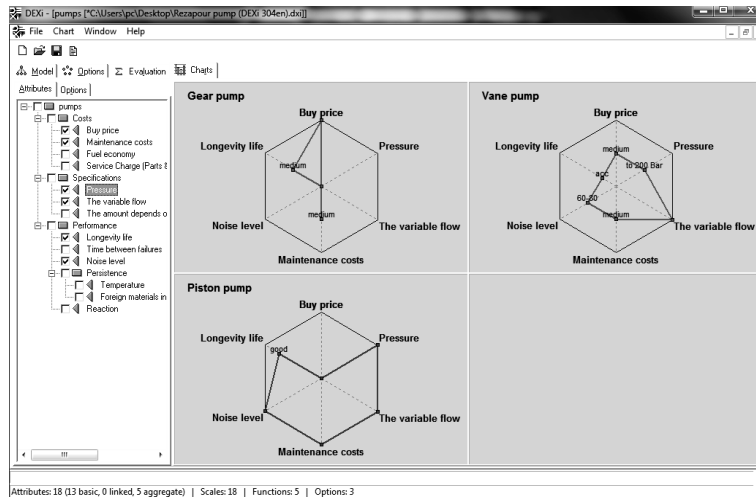 DEXi - [pumps [*C:\Users\pc\Desktop\Rezapour pump (DEXi 304en).dxi]]
File Chart Window Help
Model Options Σ Evaluation Charts
Attributes Options
pumps
Costs
Buy price
Maintenance costs
Fuel economy
Service Charge (Parts &
Specifications
Pressure
The variable flow
The amount depends o
Performance
Longevity life
Time between failures
Noise level
Persistence
Temperature
Foreign materials in
Reaction
Gear pump
Buy price
Longevity life
Pressure
medium
medium
Noise level
The variable flow
Maintenance costs
Vane pump
Buy price
Longevity life
Pressure
medium
to 200 Bar
acc
60-80
medium
Noise level
The variable flow
Maintenance costs
Piston pump
Buy price
Longevity life
Pressure
good
Noise level
The variable flow
Maintenance costs
Attributes: 18 (13 basic, 0 linked, 5 aggregate) | Scales: 18 | Functions: 5 | Options: 3